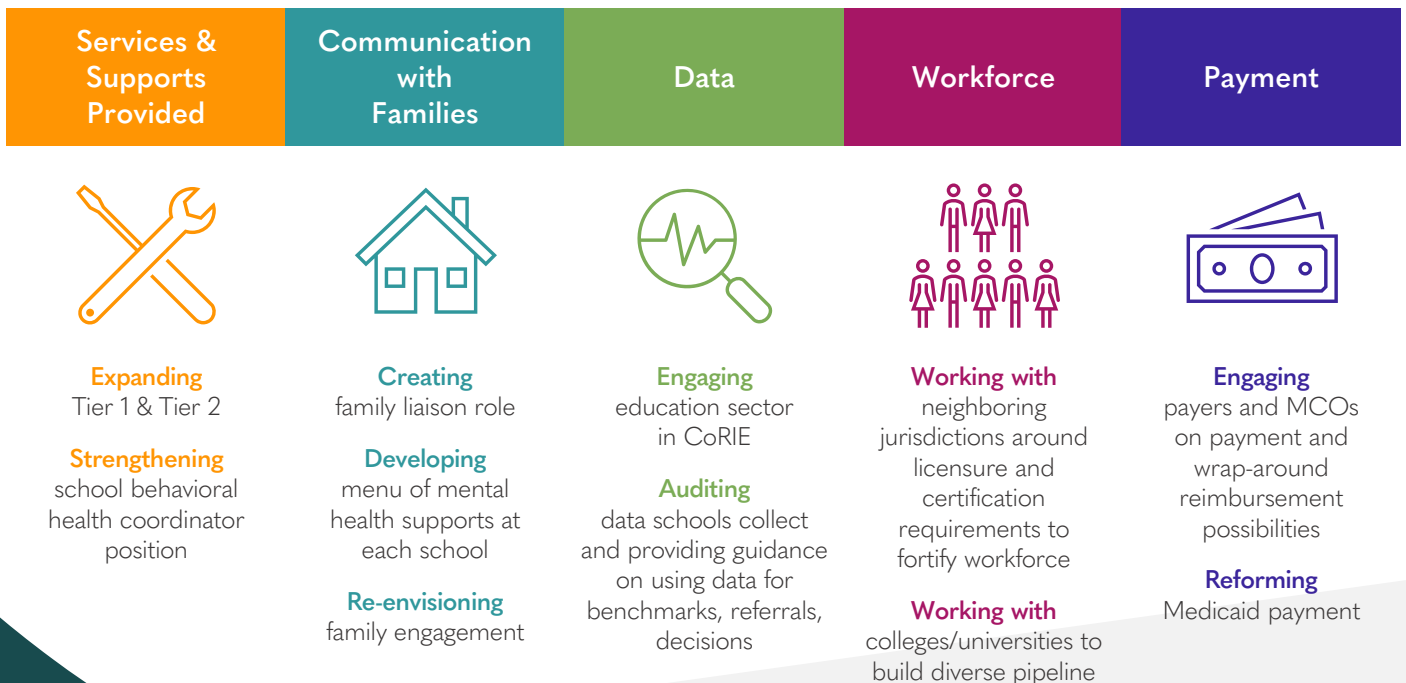 Services &
Supports
Provided
Communication
with
Families
Data
Workforce
Payment
Expanding
Tier 1 & Tier 2
Strengthening
school behavioral
health coordinator
position
Creating
family liaison role
Developing
menu of mental
health supports at
each school
Re-envisioning
family engagement
Engaging
education sector
in CoRIE
Auditing
data schools collect
and providing guidance
on using data for
benchmarks, referrals,
decisions
Working with
neighboring
jurisdictions around
licensure and
certification
requirements to
fortify workforce
Working with
colleges/universities to
build diverse pipeline
Engaging
payers and MCOs
on payment and
wrap-around
reimbursement
possibilities
Reforming
Medicaid payment